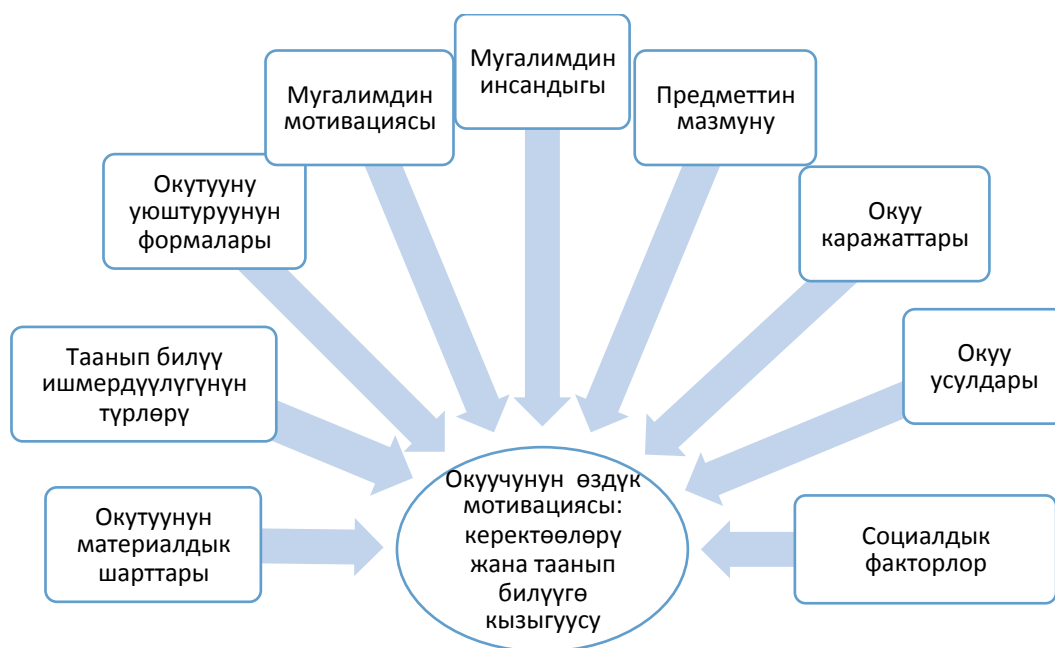 Мугалимдин
инсандыгы
Мугалимдин
мотивациясы
Предметтин
мазмуну
Окутууну
уюштуруунун
формалары
Окуу
каражаттары
Таанып билүү
ишмердүүлүгүнүн
түрлөрү
Окуу
усулдары
Окутуунун
материалдык
шарттары
Социалдык
факторлор
Окуучунун өздүк
мотивациясы:
керектөөлөрү
жана таанып
билүүгө
кызыгуусу